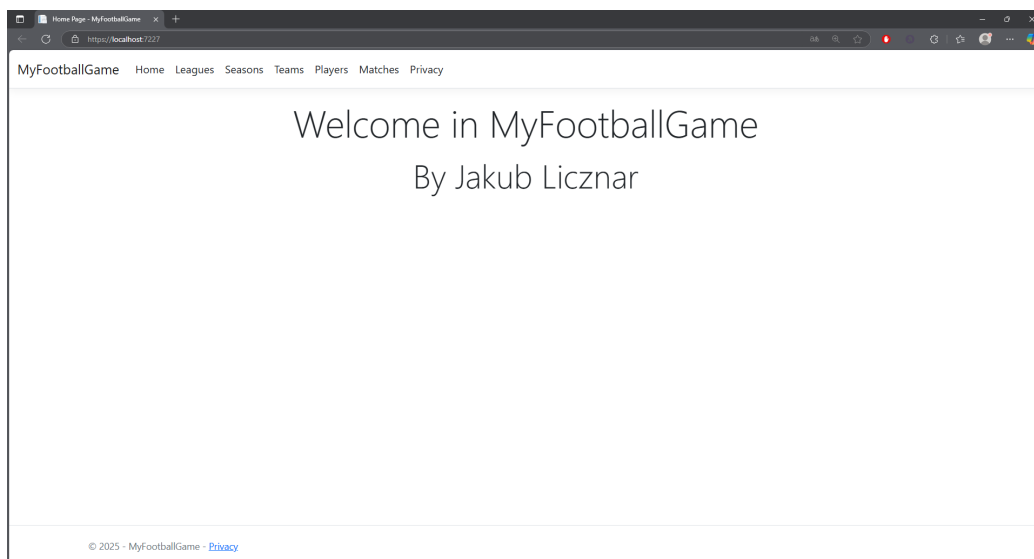 Home Page - MyFootballGame
https://localhost:7227
MyFootballGame Home Leagues Seasons Teams Players Matches Privacy
Welcome in MyFootballGame
By Jakub Licznar
© 2025 - MyFootballGame - Privacy